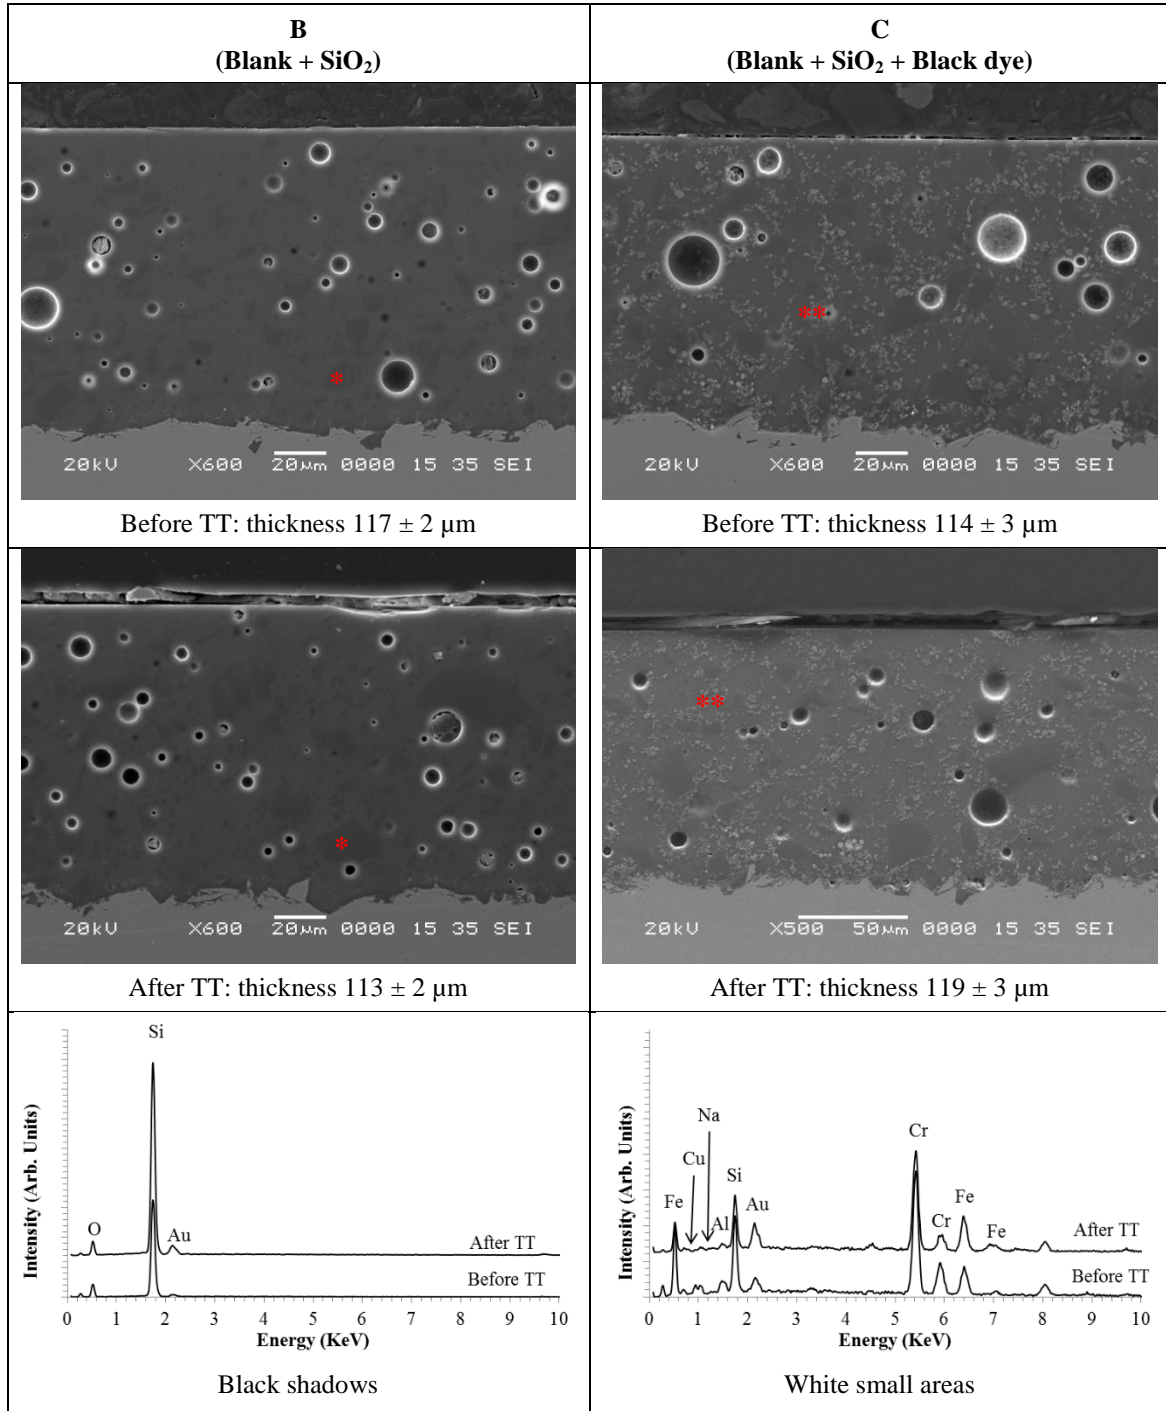 B
(Blank + SiO₂)
C
(Blank + SiO₂ + Black dye)
*
20kV X600 20µm 0000 15 35 SEI
**
20kV X600 20µm 0000 15 35 SEI
Before TT: thickness 117 ± 2 µm
Before TT: thickness 114 ± 3 µm
*
20kV X600 20µm 0000 15 35 SEI
**
20kV X500 50µm 0000 15 35 SEI
After TT: thickness 113 ± 2 µm
After TT: thickness 119 ± 3 µm
Intensity (Arb. Units)
Si
O
Au
After TT
Before TT
0 1 2 3 4 5 6 7 8 9 10
Energy (KeV)
Black shadows
Intensity (Arb. Units)
Na
Cu
Fe
Al
Si
Au
Cr
Cr
Fe
Fe
After TT
Before TT
0 1 2 3 4 5 6 7 8 9 10
Energy (KeV)
White small areas